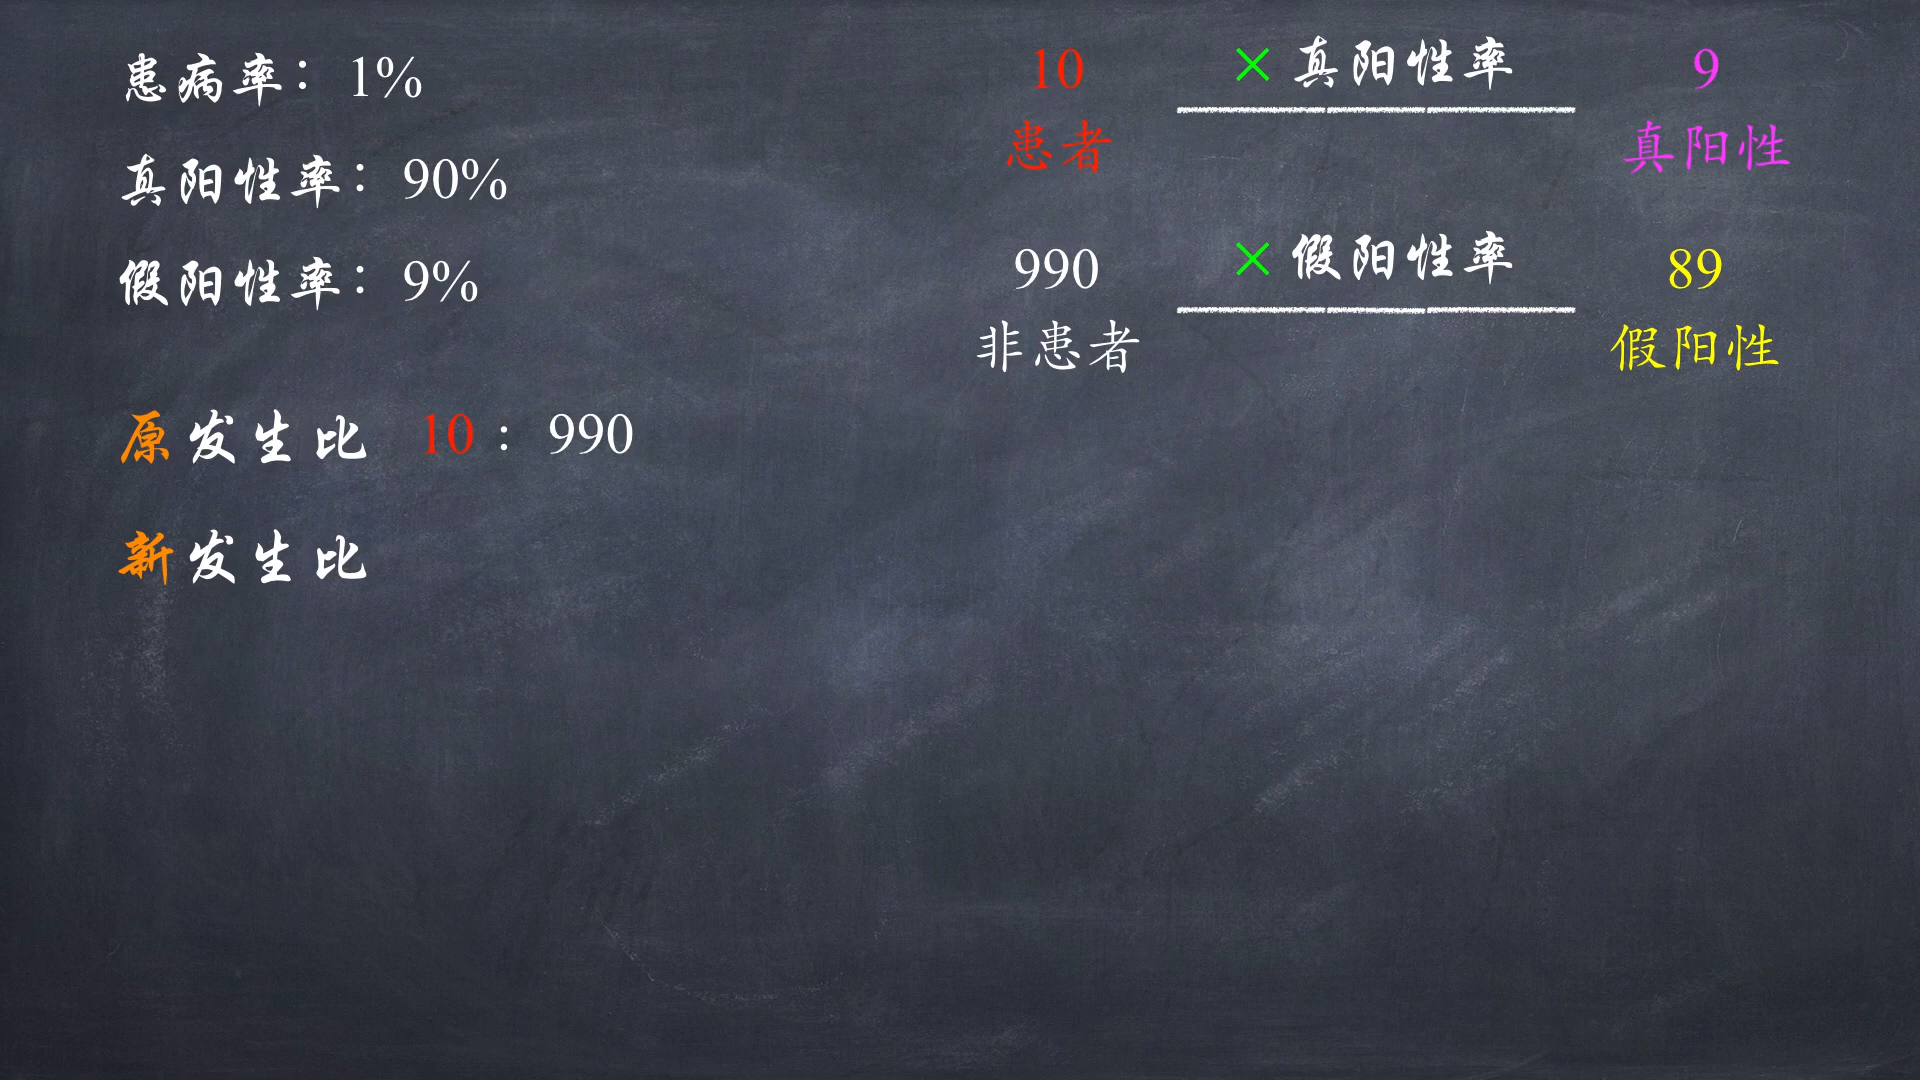 患病率：1%
真阳性率：90%
假阳性率：9%
原发生比 10 : 990
新发生比
10 × 真阳性率 9
患者 真阳性
990 × 假阳性率 89
非患者 假阳性